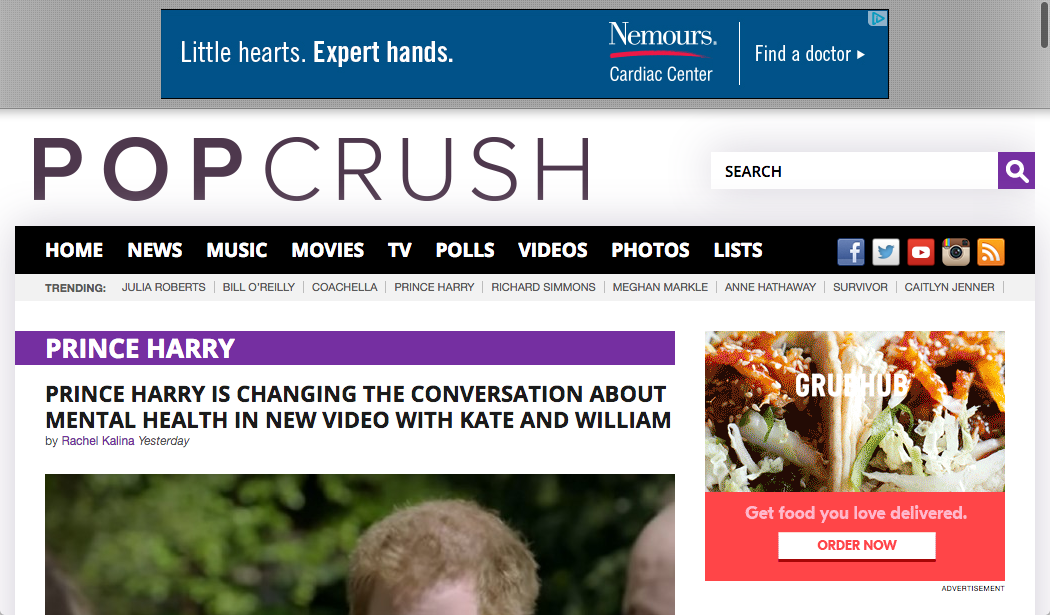 Little hearts. Expert hands.
Nemours.
Cardiac Center
Find a doctor
POPCRUSH
SEARCH
HOME NEWS MUSIC MOVIES TV POLLS VIDEOS PHOTOS LISTS
TRENDING: JULIA ROBERTS BILL O'REILLY COACHELLA PRINCE HARRY RICHARD SIMMONS MEGHAN MARKLE ANNE HATHAWAY SURVIVOR CAITLYN JENNER
PRINCE HARRY
PRINCE HARRY IS CHANGING THE CONVERSATION ABOUT
MENTAL HEALTH IN NEW VIDEO WITH KATE AND WILLIAM
by Rachel Kalina Yesterday
GRUBHUB
Get food you love delivered.
ORDER NOW
ADVERTISEMENT